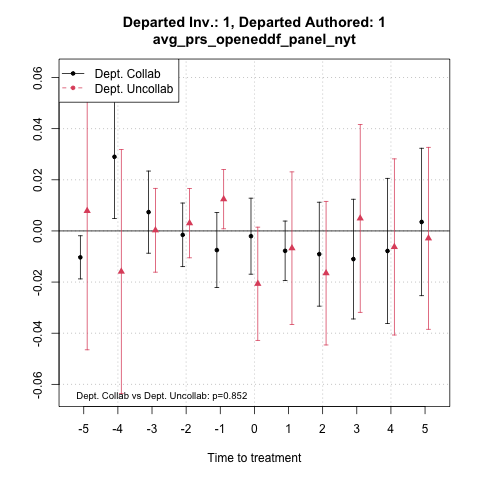 Departed Inv.: 1, Departed Authored: 1
avg_prs_openeddf_panel_nyt
Dept. Collab
Dept. Uncollab
0.06
0.04
0.02
0.00
-0.02
-0.04
-0.06
Dept. Collab vs Dept. Uncollab: p=0.852
-5 -4 -3 -2 -1 0 1 2 3 4 5
Time to treatment